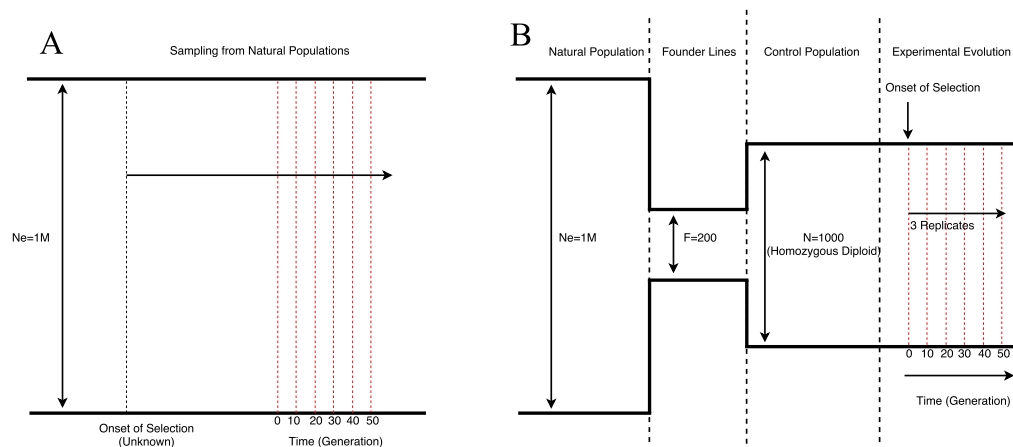 A
Sampling from Natural Populations
Ne=1M
0 10 20 30 40 50
Onset of Selection
(Unknown)
Time (Generation)
B
Natural Population
Founder Lines
Control Population
Experimental Evolution
Onset of Selection
Ne=1M
F=200
N=1000
(Homozygous Diploid)
3 Replicates
0 10 20 30 40 50
Time (Generation)